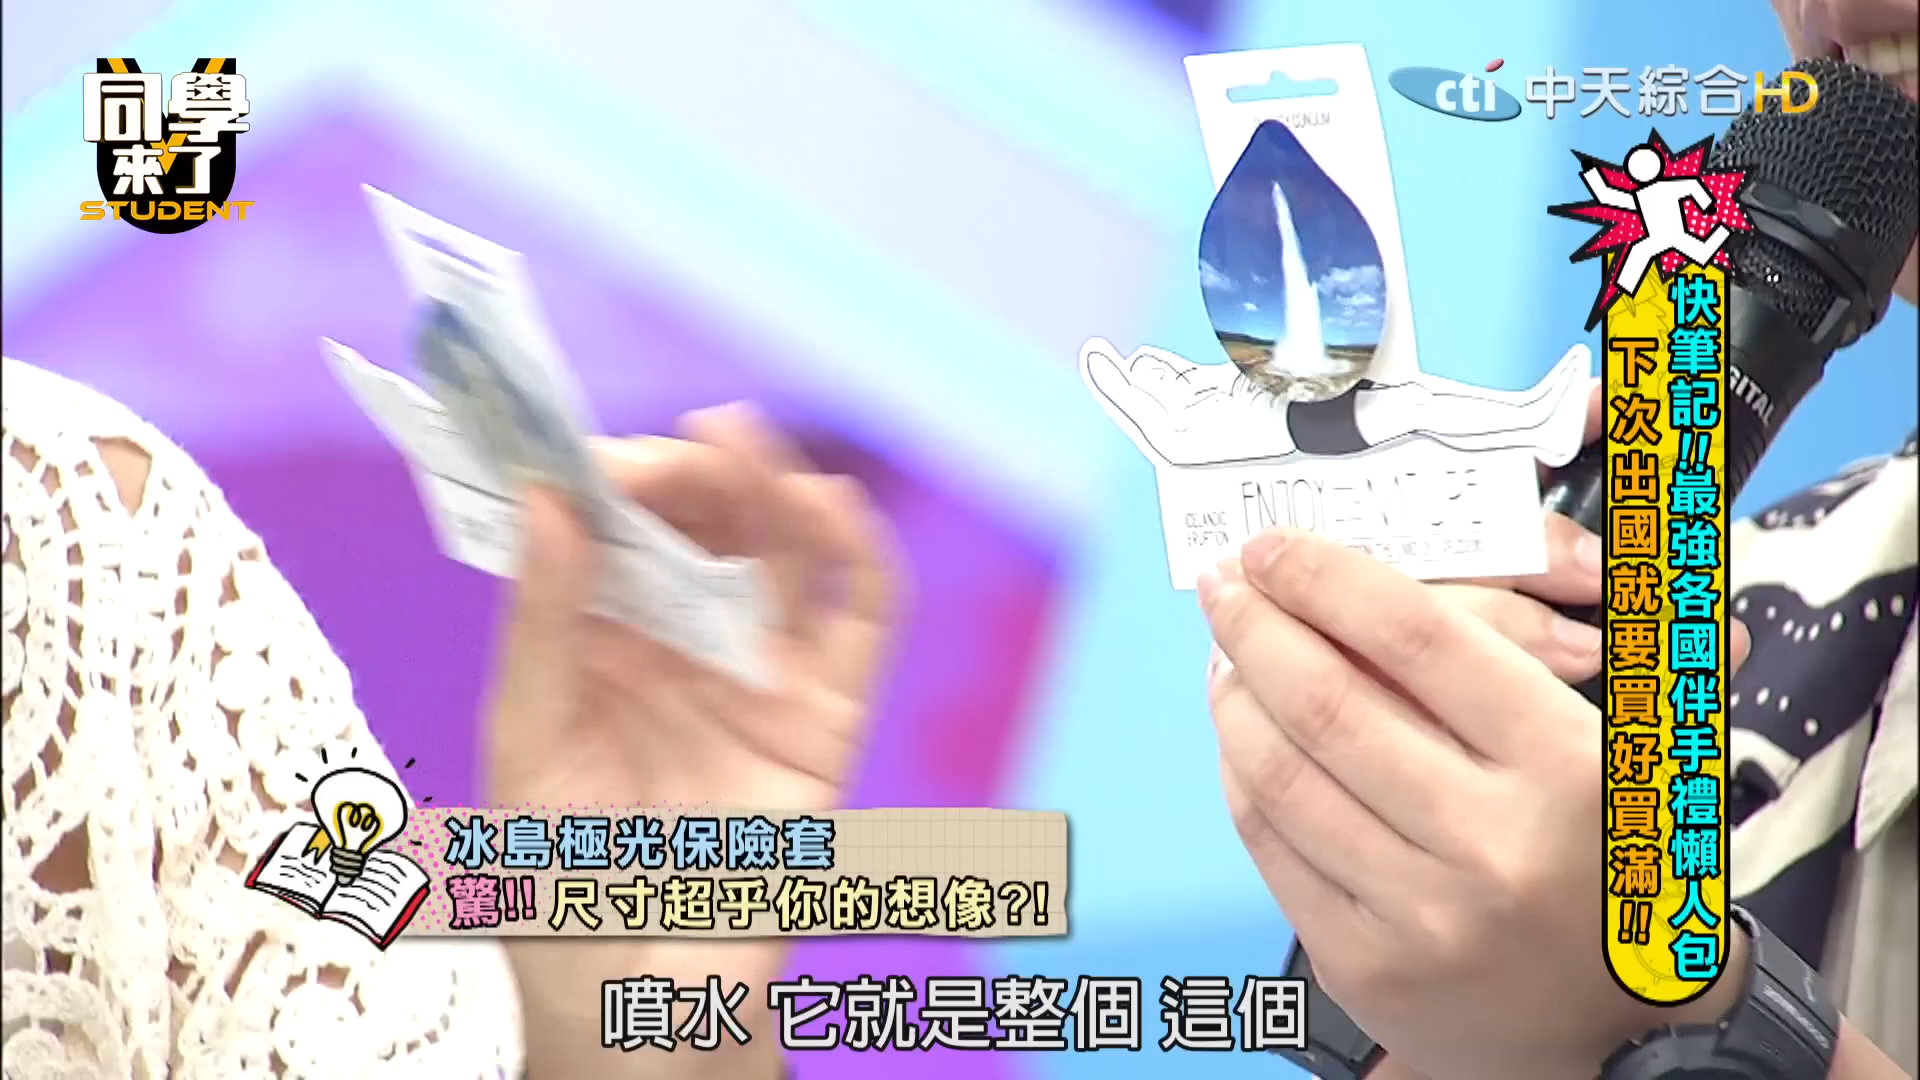 同學
來了
STUDENT
cti 中天綜合HD
快筆記!!最強各國伴手禮懶人包
下次出國就要買好買滿!!
CONDOM
ICELANDIC
ERUPTION
ENJOY
GITAL
冰島極光保險套
驚!!尺寸超乎你的想像?!
噴水 它就是整個 這個